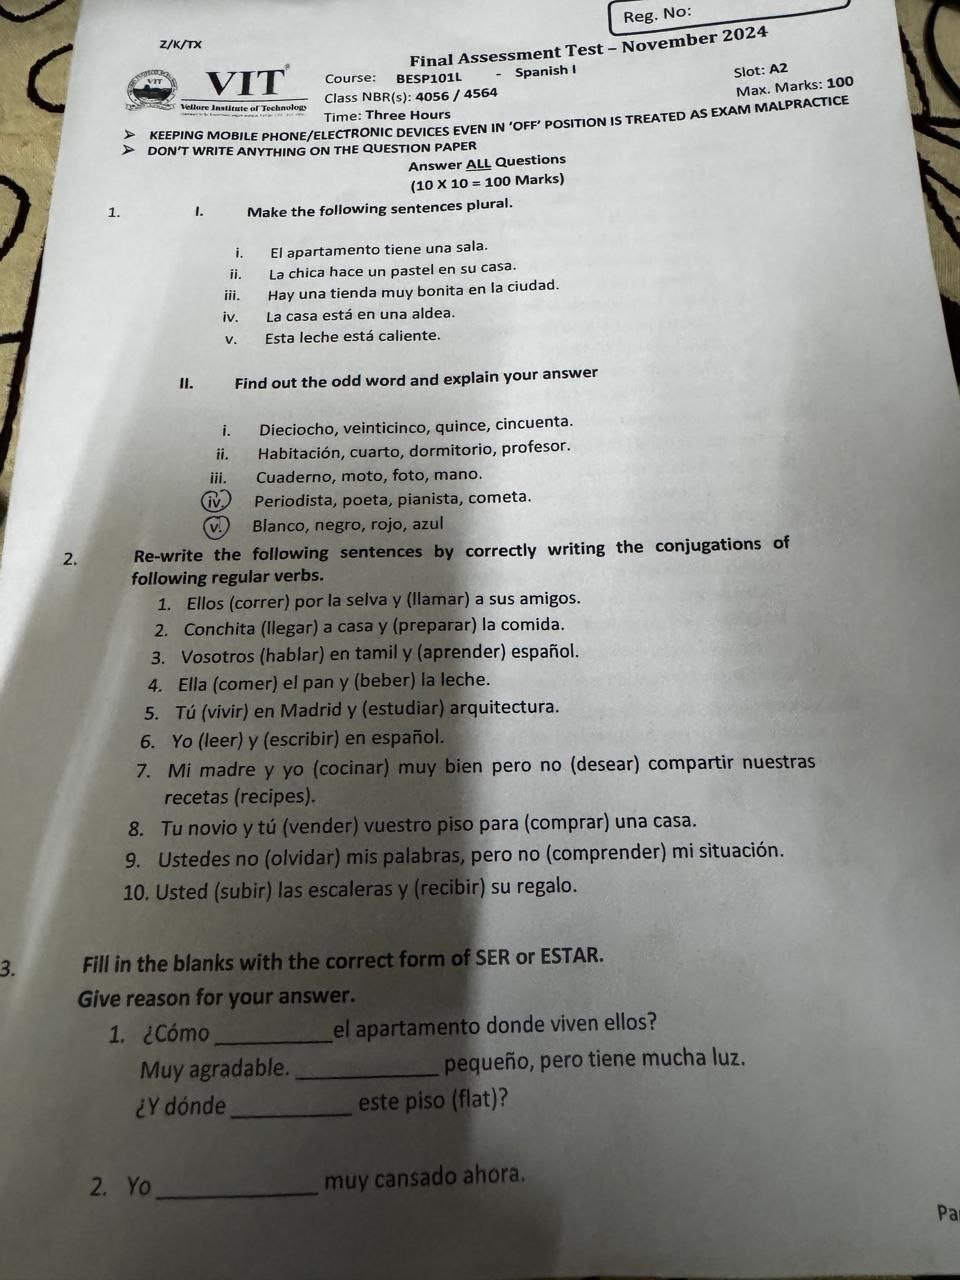 Reg. No:
Z/K/TX
Final Assessment Test – November 2024
VIT
VIT®
Vellore Institute of Technology
Course: BESP101L - Spanish I
Slot: A2
Class NBR(s): 4056 / 4564
Max. Marks: 100
Time: Three Hours
➢ KEEPING MOBILE PHONE/ELECTRONIC DEVICES EVEN IN ‘OFF’ POSITION IS TREATED AS EXAM MALPRACTICE
➢ DON’T WRITE ANYTHING ON THE QUESTION PAPER
Answer ALL Questions
(10 X 10 = 100 Marks)
1. I. Make the following sentences plural.
i. El apartamento tiene una sala.
ii. La chica hace un pastel en su casa.
iii. Hay una tienda muy bonita en la ciudad.
iv. La casa está en una aldea.
v. Esta leche está caliente.
II. Find out the odd word and explain your answer
i. Dieciocho, veinticinco, quince, cincuenta.
ii. Habitación, cuarto, dormitorio, profesor.
iii. Cuaderno, moto, foto, mano.
iv. Periodista, poeta, pianista, cometa.
v. Blanco, negro, rojo, azul
2. Re-write the following sentences by correctly writing the conjugations of
following regular verbs.
1. Ellos (correr) por la selva y (llamar) a sus amigos.
2. Conchita (llegar) a casa y (preparar) la comida.
3. Vosotros (hablar) en tamil y (aprender) español.
4. Ella (comer) el pan y (beber) la leche.
5. Tú (vivir) en Madrid y (estudiar) arquitectura.
6. Yo (leer) y (escribir) en español.
7. Mi madre y yo (cocinar) muy bien pero no (desear) compartir nuestras
recetas (recipes).
8. Tu novio y tú (vender) vuestro piso para (comprar) una casa.
9. Ustedes no (olvidar) mis palabras, pero no (comprender) mi situación.
10. Usted (subir) las escaleras y (recibir) su regalo.
3. Fill in the blanks with the correct form of SER or ESTAR.
Give reason for your answer.
1. ¿Cómo ____________el apartamento donde viven ellos?
Muy agradable. ______________ pequeño, pero tiene mucha luz.
¿Y dónde ____________ este piso (flat)?
2. Yo ________________ muy cansado ahora.
Pa